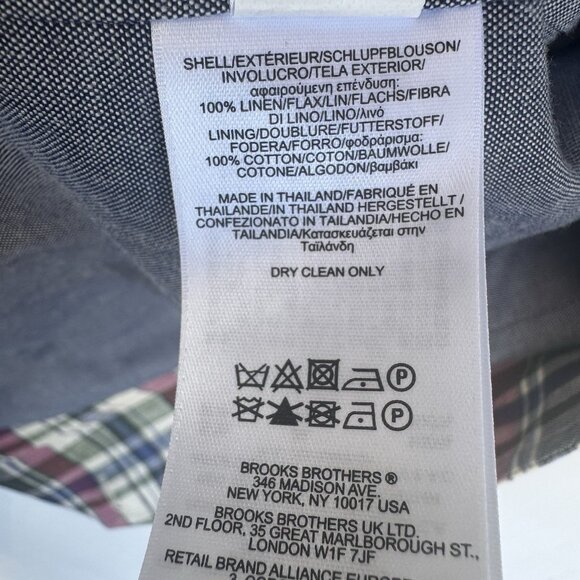 SHELL/EXTÉRIEUR/SCHLUPFBLOUSON/
INVOLUCRO/TELA EXTERIOR/
αφαιρούμενη επένδυση:
100% LINEN/FLAX/LIN/FLACHS/FIBRA
DI LINO/LINO/λινό
LINING/DOUBLURE/FUTTERSTOFF/
FODERA/FORRO/φοδράρισμα:
100% COTTON/COTON/BAUMWOLLE/
COTONE/ALGODON/βαμβάκι
MADE IN THAILAND/FABRIQUÉ EN
THAILANDE/IN THAILAND HERGESTELLT /
CONFEZIONATO IN TAILANDIA/HECHO EN
TAILANDIA/Κατασκευάζεται στην
Ταϊλάνδη
DRY CLEAN ONLY
P
P
BROOKS BROTHERS ®
346 MADISON AVE.
NEW YORK, NY 10017 USA
BROOKS BROTHERS UK LTD.
2ND FLOOR, 35 GREAT MARLBOROUGH ST.,
LONDON W1F 7JF
RETAIL BRAND ALLIANCE EUROPE